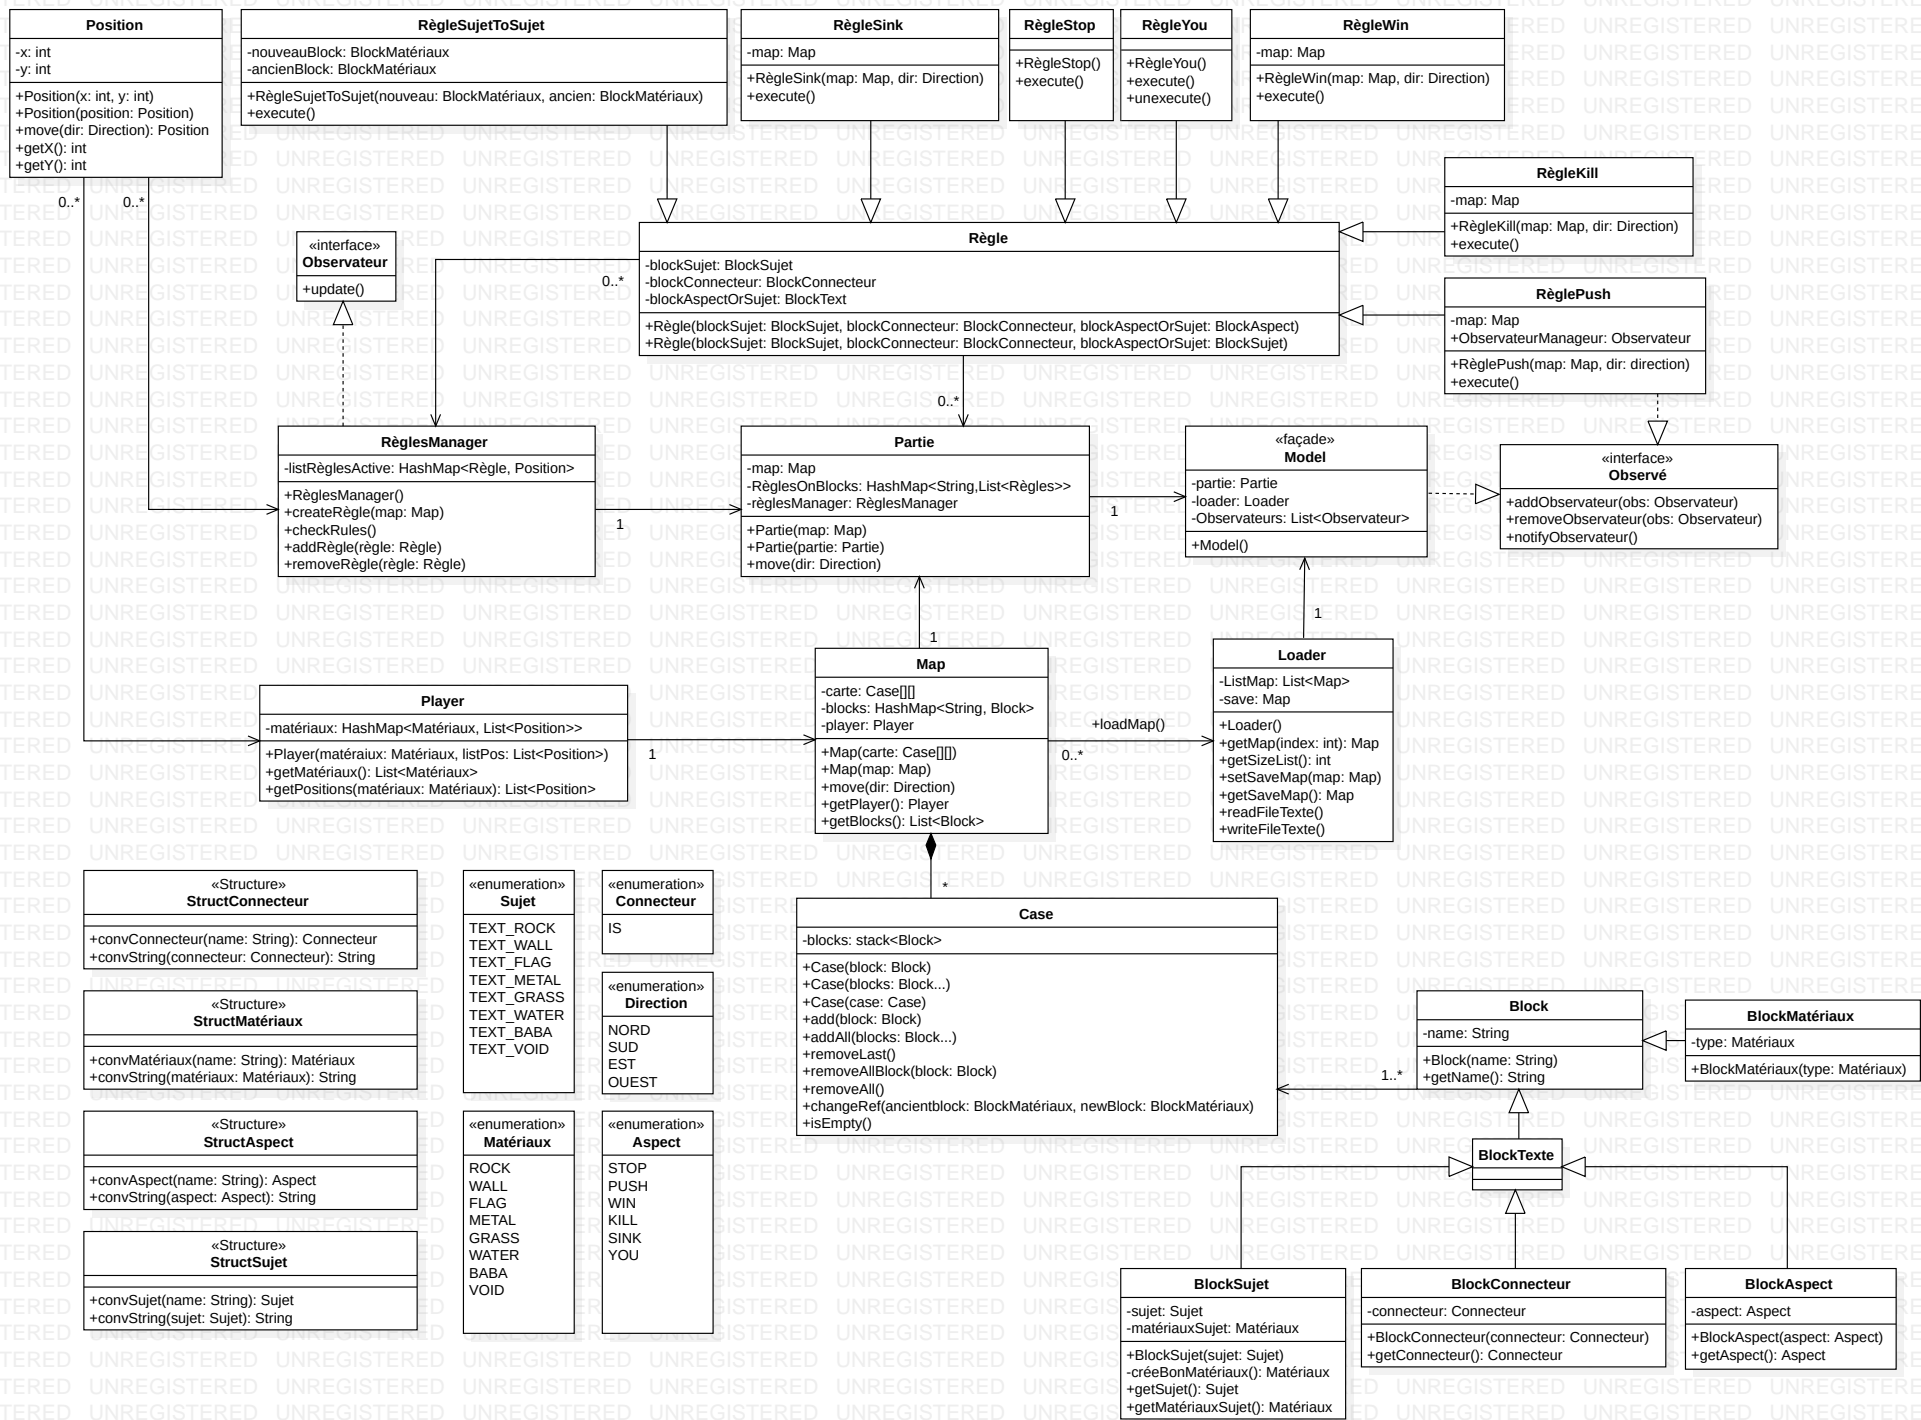 Position
-x: int
-y: int
+Position(x: int, y: int)
+Position(position: Position)
+move(dir: Direction): Position
+getX(): int
+getY(): int
RègleSujetToSujet
-nouveauBlock: BlockMatériaux
-ancienBlock: BlockMatériaux
+RègleSujetToSujet(nouveau: BlockMatériaux, ancien: BlockMatériaux)
+execute()
RègleSink
-map: Map
+RègleSink(map: Map, dir: Direction)
+execute()
RègleStop
+RègleStop()
+execute()
RègleYou
+RègleYou()
+execute()
+unexecute()
RègleWin
-map: Map
+RègleWin(map: Map, dir: Direction)
+execute()
RègleKill
-map: Map
+RègleKill(map: Map, dir: Direction)
+execute()
0..*
0..*
«interface»
Observateur
+update()
0..*
Règle
-blockSujet: BlockSujet
-blockConnecteur: BlockConnecteur
-blockAspectOrSujet: BlockText
+Règle(blockSujet: BlockSujet, blockConnecteur: BlockConnecteur, blockAspectOrSujet: BlockAspect)
+Règle(blockSujet: BlockSujet, blockConnecteur: BlockConnecteur, blockAspectOrSujet: BlockSujet)
RèglePush
-map: Map
+ObservateurManageur: Observateur
+RèglePush(map: Map, dir: direction)
+execute()
0..*
RèglesManager
-listRèglesActive: HashMap<Règle, Position>
+RèglesManager()
+createRègle(map: Map)
+checkRules()
+addRègle(règle: Règle)
+removeRègle(règle: Règle)
1
Partie
-map: Map
-RèglesOnBlocks: HashMap<String,List<Règles>>
-règlesManager: RèglesManager
+Partie(map: Map)
+Partie(partie: Partie)
+move(dir: Direction)
1
«façade»
Model
-partie: Partie
-loader: Loader
-Observateurs: List<Observateur>
+Model()
«interface»
Observé
+addObservateur(obs: Observateur)
+removeObservateur(obs: Observateur)
+notifyObservateur()
1
1
Player
-matériaux: HashMap<Matériaux, List<Position>>
+Player(matéraiux: Matériaux, listPos: List<Position>)
+getMatériaux(): List<Matériaux>
+getPositions(matériaux: Matériaux): List<Position>
1
Map
-carte: Case[][]
-blocks: HashMap<String, Block>
-player: Player
+Map(carte: Case[][])
+Map(map: Map)
+move(dir: Direction)
+getPlayer(): Player
+getBlocks(): List<Block>
+loadMap()
0..*
Loader
-ListMap: List<Map>
-save: Map
+Loader()
+getMap(index: int): Map
+getSizeList(): int
+setSaveMap(map: Map)
+getSaveMap(): Map
+readFileTexte()
+writeFileTexte()
*
«Structure»
StructConnecteur
+convConnecteur(name: String): Connecteur
+convString(connecteur: Connecteur): String
«Structure»
StructMatériaux
+convMatériaux(name: String): Matériaux
+convString(matériaux: Matériaux): String
«Structure»
StructAspect
+convAspect(name: String): Aspect
+convString(aspect: Aspect): String
«Structure»
StructSujet
+convSujet(name: String): Sujet
+convString(sujet: Sujet): String
«enumeration»
Sujet
TEXT_ROCK
TEXT_WALL
TEXT_FLAG
TEXT_METAL
TEXT_GRASS
TEXT_WATER
TEXT_BABA
TEXT_VOID
«enumeration»
Connecteur
IS
«enumeration»
Direction
NORD
SUD
EST
OUEST
«enumeration»
Matériaux
ROCK
WALL
FLAG
METAL
GRASS
WATER
BABA
VOID
«enumeration»
Aspect
STOP
PUSH
WIN
KILL
SINK
YOU
Case
-blocks: stack<Block>
+Case(block: Block)
+Case(blocks: Block...)
+Case(case: Case)
+add(block: Block)
+addAll(blocks: Block...)
+removeLast()
+removeAllBlock(block: Block)
+removeAll()
+changeRef(ancientblock: BlockMatériaux, newBlock: BlockMatériaux)
+isEmpty()
1..*
Block
-name: String
+Block(name: String)
+getName(): String
BlockMatériaux
-type: Matériaux
+BlockMatériaux(type: Matériaux)
BlockTexte
BlockSujet
-sujet: Sujet
-matériauxSujet: Matériaux
+BlockSujet(sujet: Sujet)
-créeBonMatériaux(): Matériaux
+getSujet(): Sujet
+getMatériauxSujet(): Matériaux
BlockConnecteur
-connecteur: Connecteur
+BlockConnecteur(connecteur: Connecteur)
+getConnecteur(): Connecteur
BlockAspect
-aspect: Aspect
+BlockAspect(aspect: Aspect)
+getAspect(): Aspect
UNREGISTERED